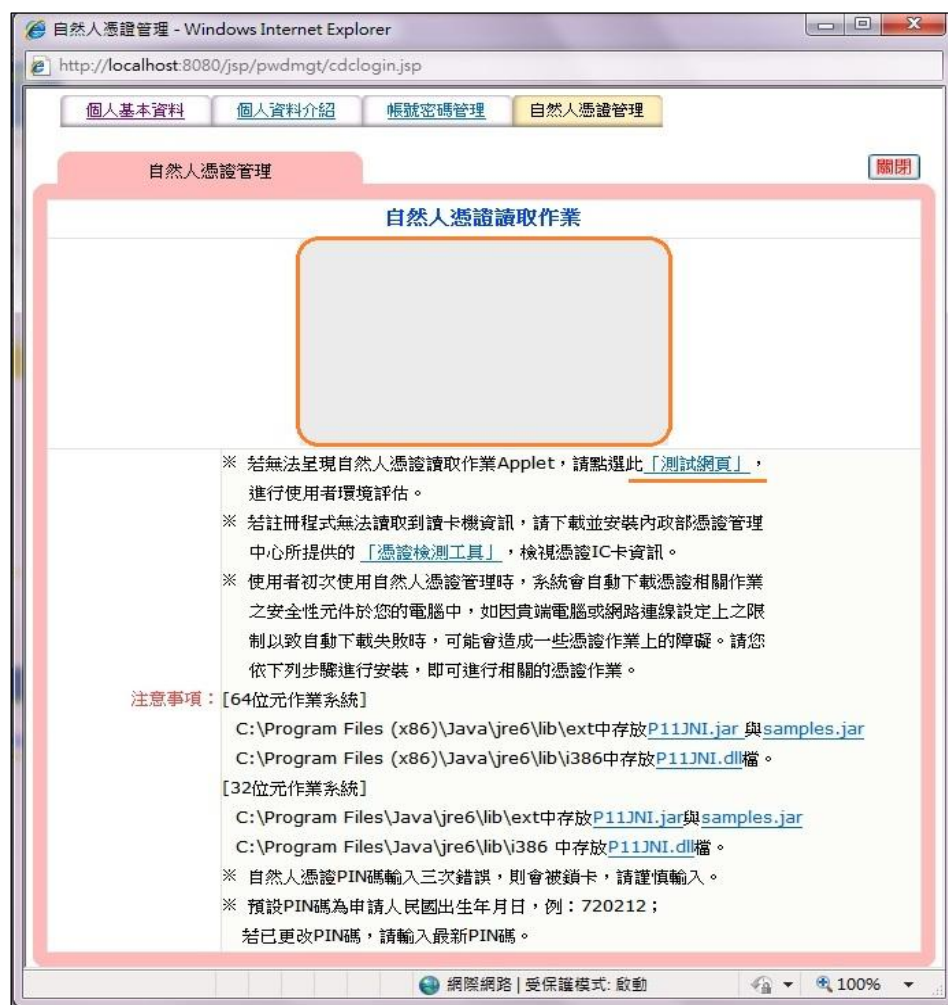 自然人憑證管理 - Windows Internet Explorer
http://localhost:8080/jsp/pwdmgt/cdclogin.jsp
個人基本資料 個人資料介紹 帳號密碼管理 自然人憑證管理
自然人憑證管理 關閉
自然人憑證讀取作業
※ 若無法呈現自然人憑證讀取作業Applet，請點選此「測試網頁」，
進行使用者環境評估。
※ 若註冊程式無法讀取到讀卡機資訊，請下載並安裝內政部憑證管理
中心所提供的「憑證檢測工具」，檢視憑證IC卡資訊。
※ 使用者初次使用自然人憑證管理時，系統會自動下載憑證相關作業
之安全性元件於您的電腦中，如因貴端電腦或網路連線設定上之限
制以致自動下載失敗時，可能會造成一些憑證作業上的障礙。請您
依下列步驟進行安裝，即可進行相關的憑證作業。
注意事項：[64位元作業系統]
C:\Program Files (x86)\Java\jre6\lib\ext中存放P11JNI.jar 與samples.jar
C:\Program Files (x86)\Java\jre6\lib\i386中存放P11JNI.dll檔。
[32位元作業系統]
C:\Program Files\Java\jre6\lib\ext中存放P11JNI.jar與samples.jar
C:\Program Files\Java\jre6\lib\i386 中存放P11JNI.dll檔。
※ 自然人憑證PIN碼輸入三次錯誤，則會被鎖卡，請謹慎輸入。
※ 預設PIN碼為申請人民國出生年月日，例：720212；
若已更改PIN碼，請輸入最新PIN碼。
網際網路 | 受保護模式: 啟動 100%